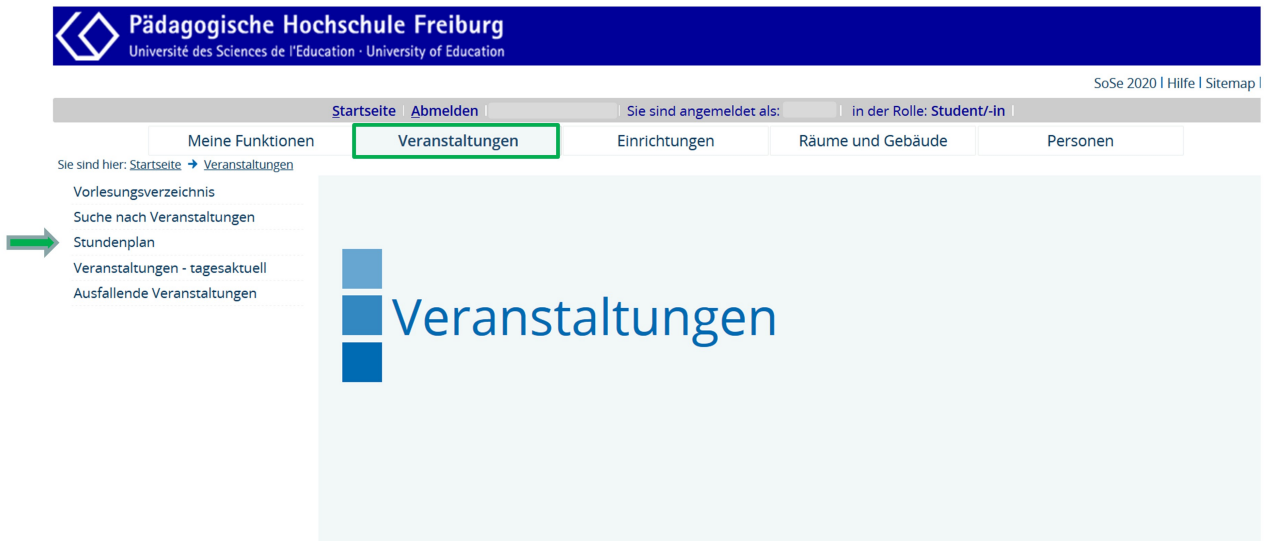 Pädagogische Hochschule Freiburg
Université des Sciences de l'Education · University of Education
SoSe 2020 | Hilfe | Sitemap |
Startseite | Abmelden | | Sie sind angemeldet als: | in der Rolle: Student/-in |
Meine Funktionen Veranstaltungen Einrichtungen Räume und Gebäude Personen
Sie sind hier: Startseite → Veranstaltungen
Vorlesungsverzeichnis
Suche nach Veranstaltungen
Stundenplan
Veranstaltungen - tagesaktuell
Ausfallende Veranstaltungen
Veranstaltungen